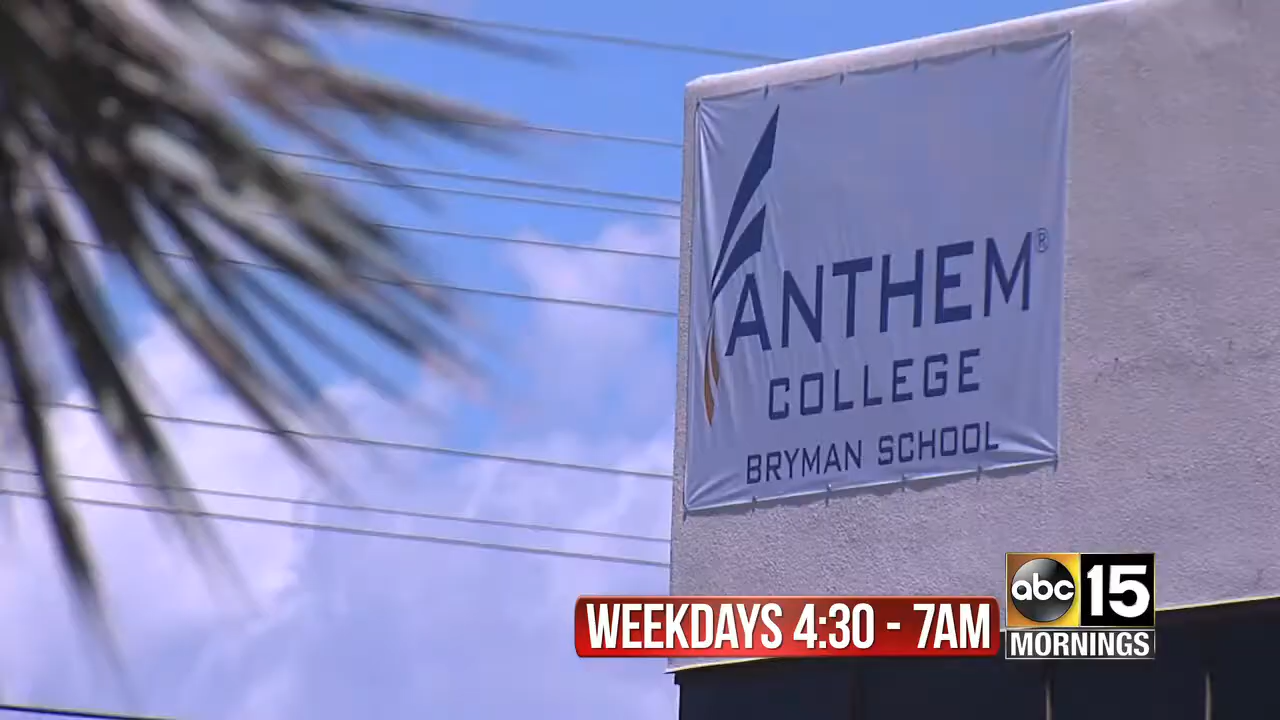 ANTHEM®
COLLEGE
BRYMAN SCHOOL
WEEKDAYS 4:30 - 7AM
abc 15
MORNINGS